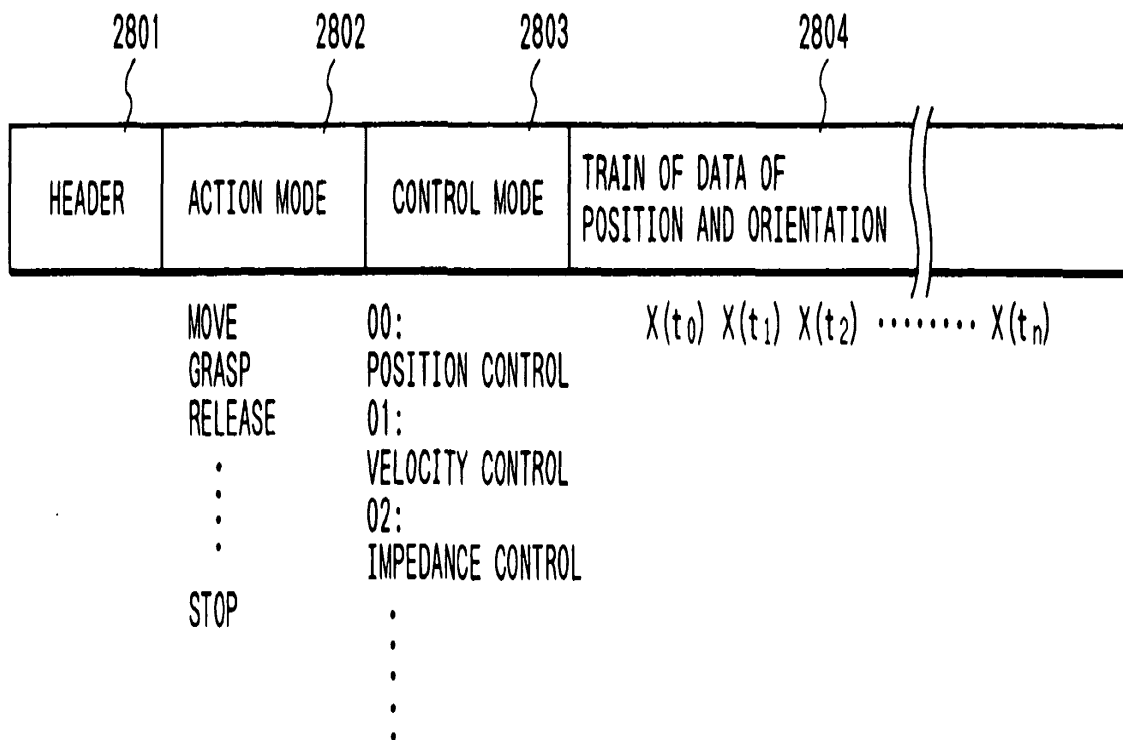 2801 2802 2803 2804
HEADER
ACTION MODE
CONTROL MODE
TRAIN OF DATA OF
POSITION AND ORIENTATION
MOVE
GRASP
RELEASE
STOP
00:
POSITION CONTROL
01:
VELOCITY CONTROL
02:
IMPEDANCE CONTROL
X(t₀) X(t₁) X(t₂) ········ X(tₙ)